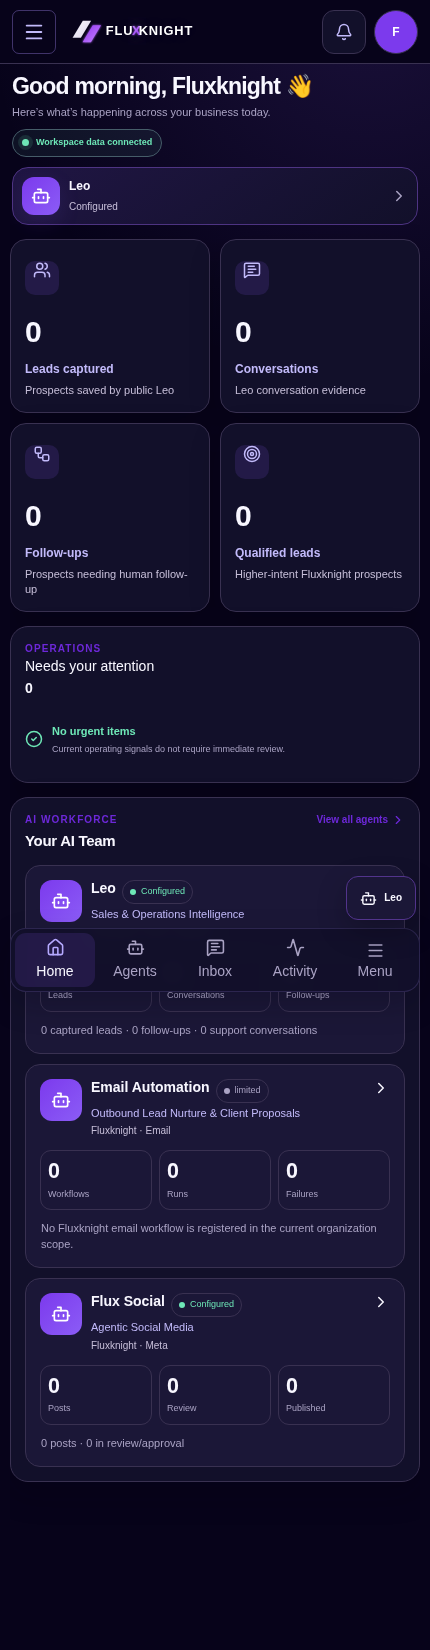 FLUXKNIGHT
F
Good morning, Fluxknight 👋
Here's what's happening across your business today.
Workspace data connected
Leo
Configured
0
Leads captured
Prospects saved by public Leo
0
Conversations
Leo conversation evidence
0
Follow-ups
Prospects needing human follow-
up
0
Qualified leads
Higher-intent Fluxknight prospects
OPERATIONS
Needs your attention
0
No urgent items
Current operating signals do not require immediate review.
AI WORKFORCE
View all agents
Your AI Team
Leo
Configured
Sales & Operations Intelligence
Leo
Home
Agents
Inbox
Activity
Menu
Leads
Conversations
Follow-ups
0 captured leads · 0 follow-ups · 0 support conversations
Email Automation
limited
Outbound Lead Nurture & Client Proposals
Fluxknight · Email
0
Workflows
0
Runs
0
Failures
No Fluxknight email workflow is registered in the current organization
scope.
Flux Social
Configured
Agentic Social Media
Fluxknight · Meta
0
Posts
0
Review
0
Published
0 posts · 0 in review/approval